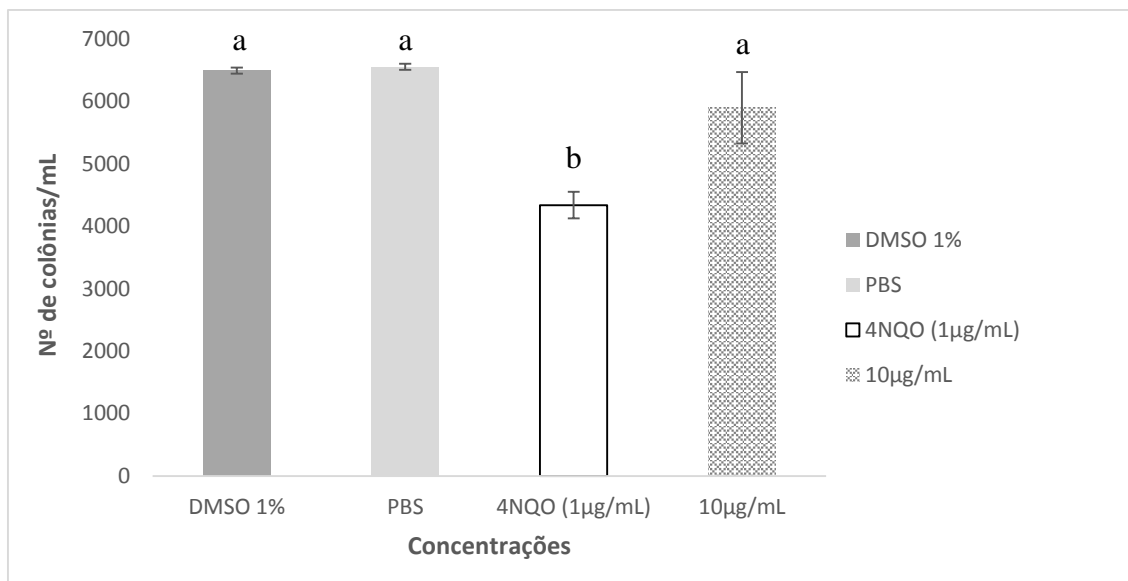 7000
6000
5000
4000
3000
2000
1000
0
Nº de colônias/mL
a
a
b
a
DMSO 1%
PBS
4NQO (1µg/mL)
10µg/mL
Concentrações
DMSO 1%
PBS
4NQO (1µg/mL)
10µg/mL